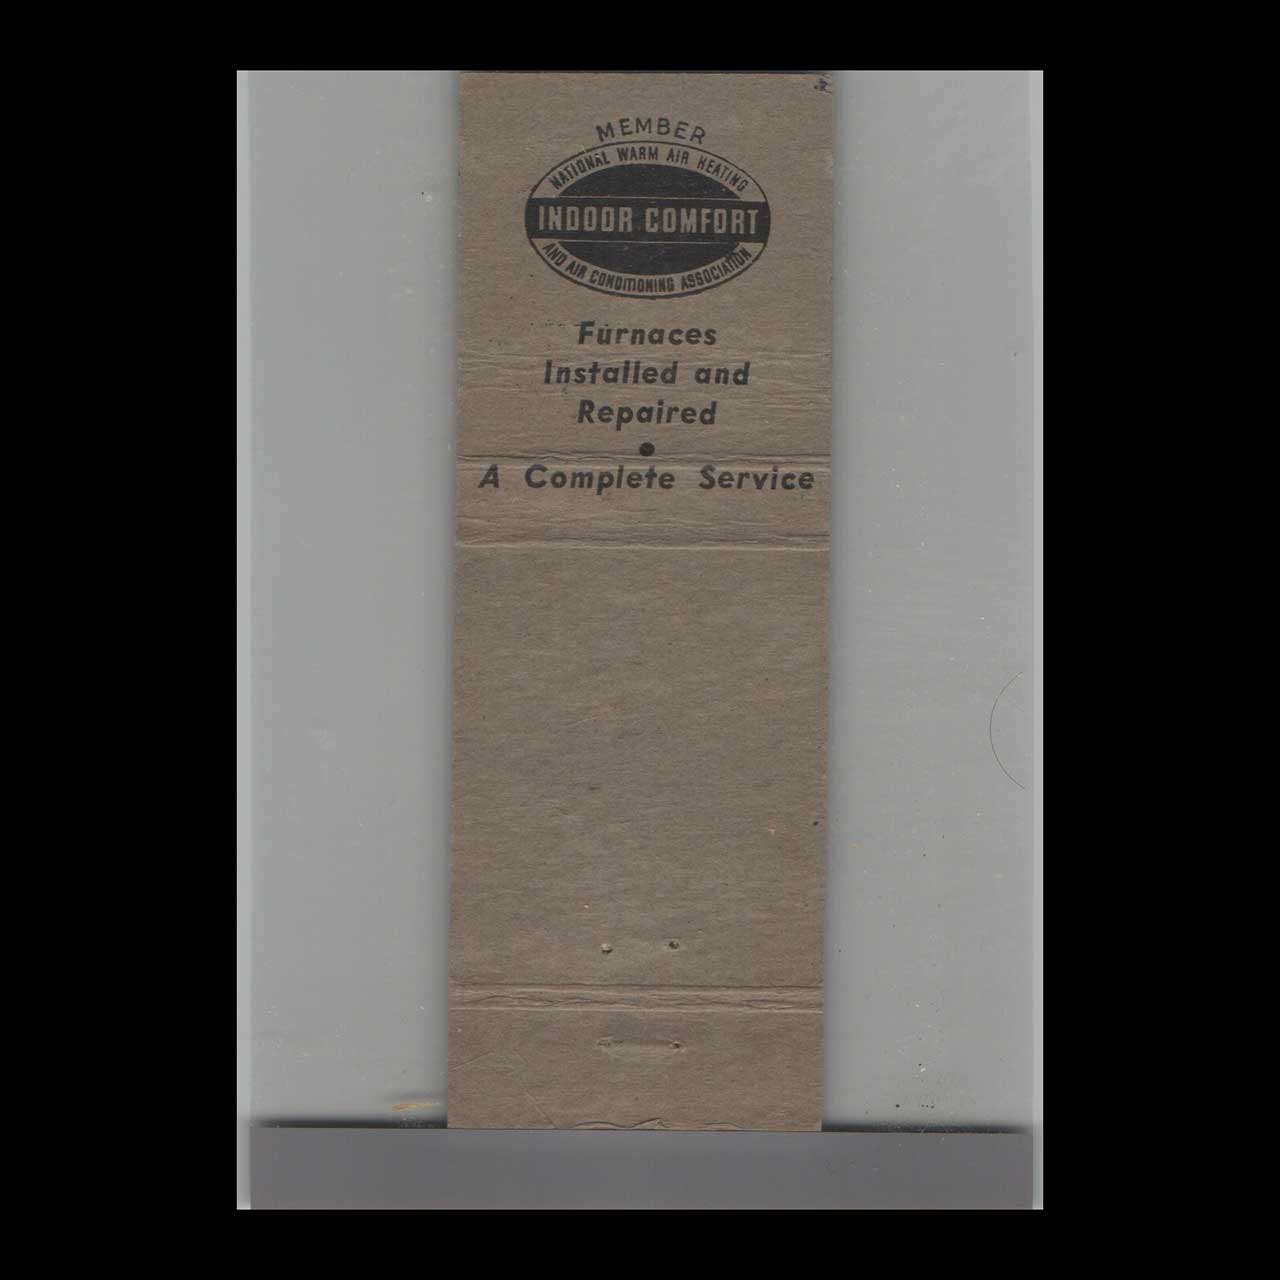 MEMBER
NATIONAL WARM AIR HEATING
INDOOR COMFORT
AND AIR CONDITIONING ASSOCIATION
Furnaces
Installed and
Repaired
•
A Complete Service